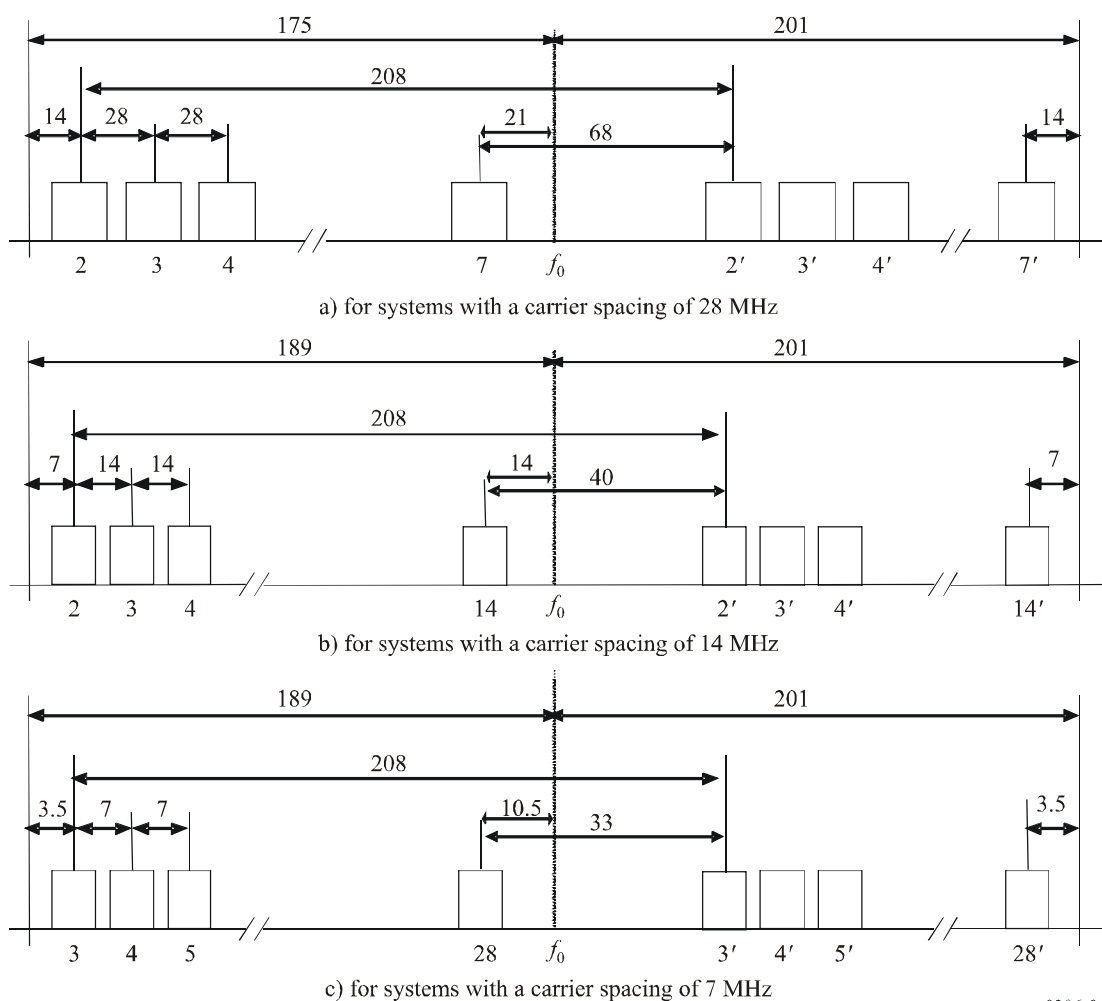 175 201
208
14 28 28 21 68 14
2 3 4 7 f0 2′ 3′ 4′ 7′
a) for systems with a carrier spacing of 28 MHz
189 201
208
7 14 14 14 40 7
2 3 4 14 f0 2′ 3′ 4′ 14′
b) for systems with a carrier spacing of 14 MHz
189 201
208
3.5 7 7 10.5 33 3.5
3 4 5 28 f0 3′ 4′ 5′ 28′
c) for systems with a carrier spacing of 7 MHz